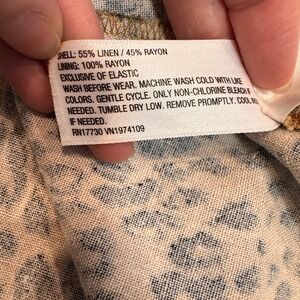 SHELL: 55% LINEN / 45% RAYON
LINING: 100% RAYON
EXCLUSIVE OF ELASTIC
WASH BEFORE WEAR. MACHINE WASH COLD WITH LIKE
COLORS. GENTLE CYCLE. ONLY NON-CHLORINE BLEACH
NEEDED. TUMBLE DRY LOW. REMOVE PROMPTLY. COOL
IF NEEDED.
RN17730 VN1974109